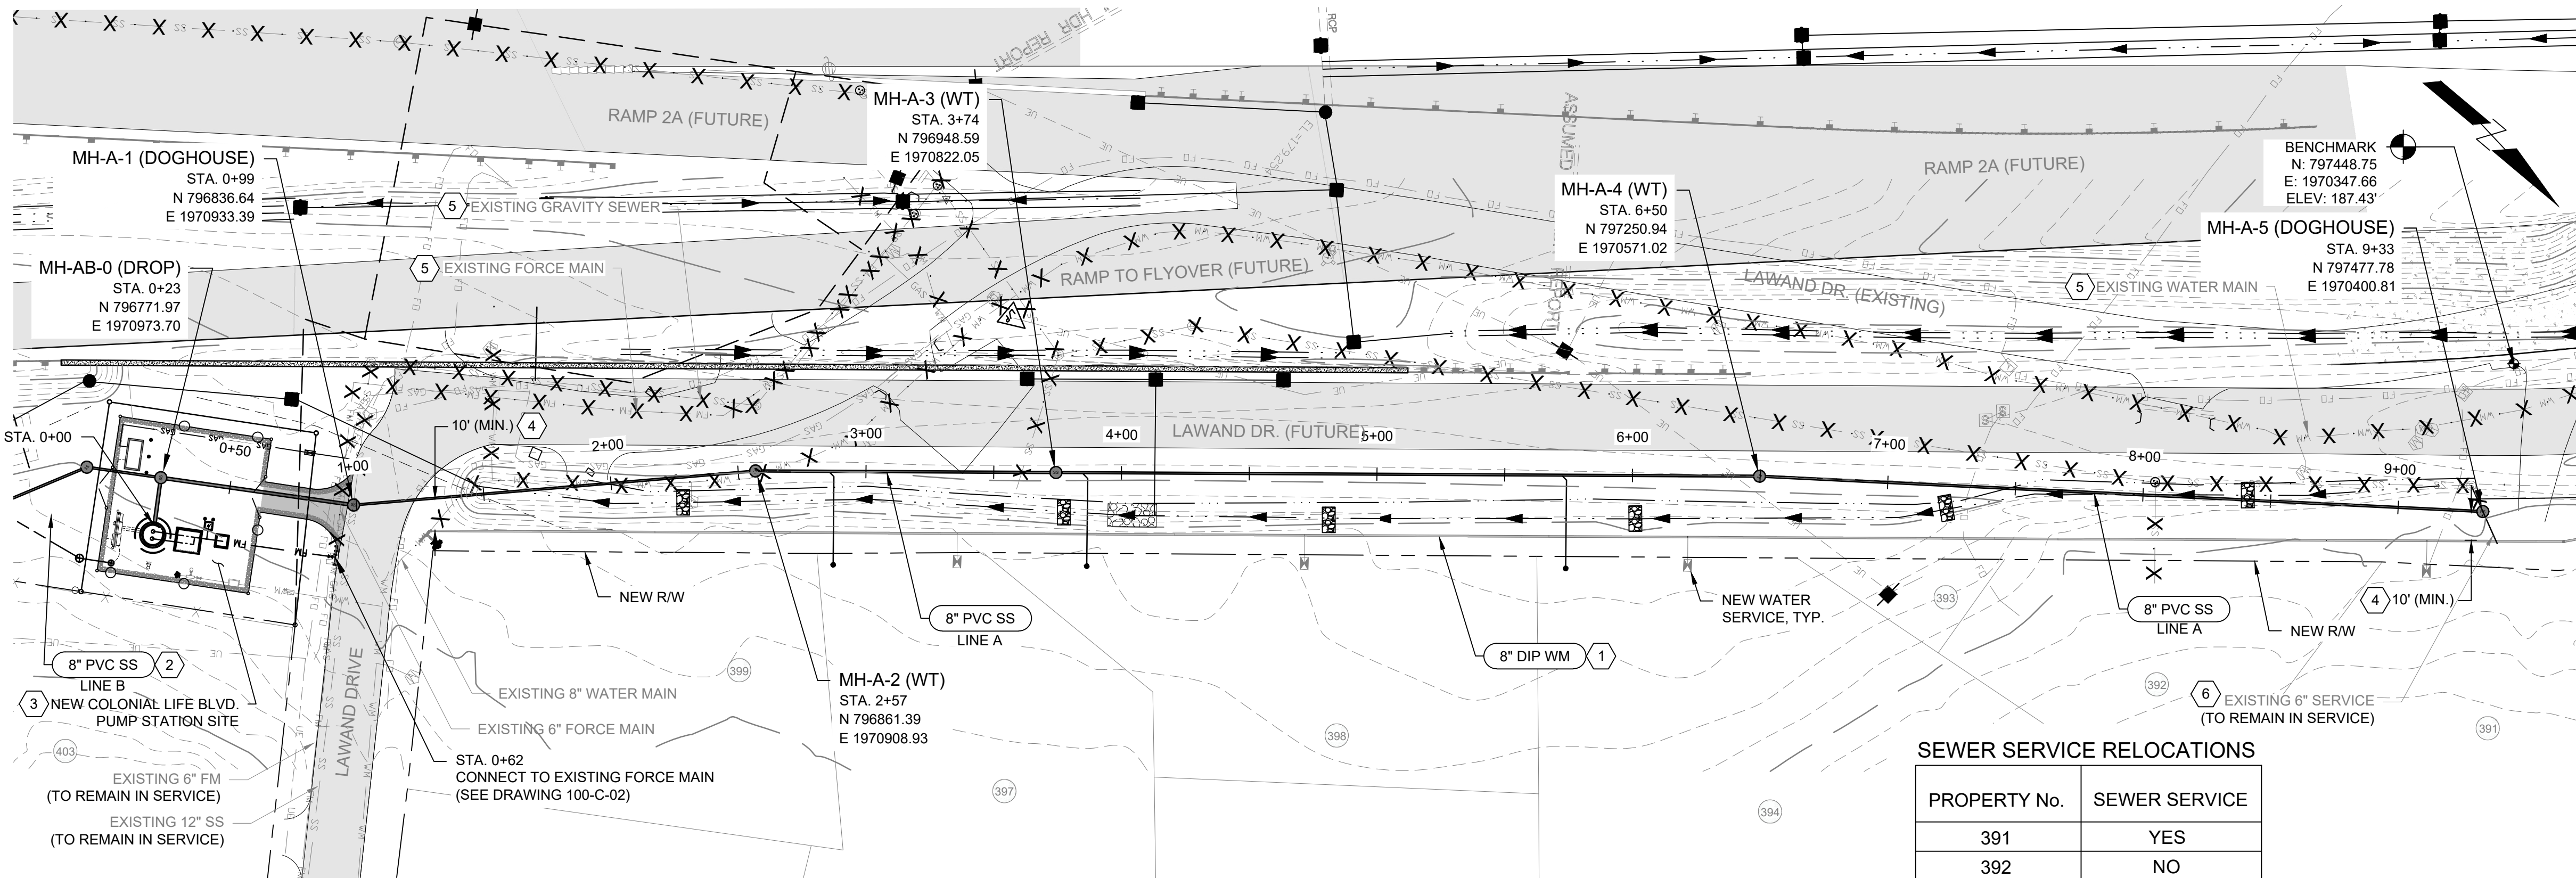 HDR REPORT
RCP
RAMP 2A (FUTURE)
MH-A-3 (WT)
STA. 3+74
N 796948.59
E 1970822.05
EL=179.25'
ASSUMED
REPORT
RAMP 2A (FUTURE)
BENCHMARK
N: 797448.75
E: 1970347.66
ELEV: 187.43'
MH-A-1 (DOGHOUSE)
STA. 0+99
N 796836.64
E 1970933.39
5 EXISTING GRAVITY SEWER
MH-A-4 (WT)
STA. 6+50
N 797250.94
E 1970571.02
MH-A-5 (DOGHOUSE)
STA. 9+33
N 797477.78
E 1970400.81
MH-AB-0 (DROP)
STA. 0+23
N 796771.97
E 1970973.70
5 EXISTING FORCE MAIN
RAMP TO FLYOVER (FUTURE)
LAWAND DR. (EXISTING)
5 EXISTING WATER MAIN
STA. 0+00
0+50
1+00
10' (MIN.) 4
2+00
3+00
4+00
LAWAND DR. (FUTURE)
5+00
6+00
7+00
8+00
9+00
NEW R/W
8" PVC SS
LINE A
NEW WATER
SERVICE, TYP.
393
8" PVC SS
LINE A
4 10' (MIN.)
NEW R/W
8" DIP WM 1
8" PVC SS 2
LINE B
3 NEW COLONIAL LIFE BLVD.
PUMP STATION SITE
LAWAND DRIVE
399
EXISTING 8" WATER MAIN
EXISTING 6" FORCE MAIN
MH-A-2 (WT)
STA. 2+57
N 796861.39
E 1970908.93
392
6 EXISTING 6" SERVICE
(TO REMAIN IN SERVICE)
391
398
403
EXISTING 6" FM
(TO REMAIN IN SERVICE)
EXISTING 12" SS
(TO REMAIN IN SERVICE)
STA. 0+62
CONNECT TO EXISTING FORCE MAIN
(SEE DRAWING 100-C-02)
397
394
SEWER SERVICE RELOCATIONS
PROPERTY No. SEWER SERVICE
391 YES
392 NO